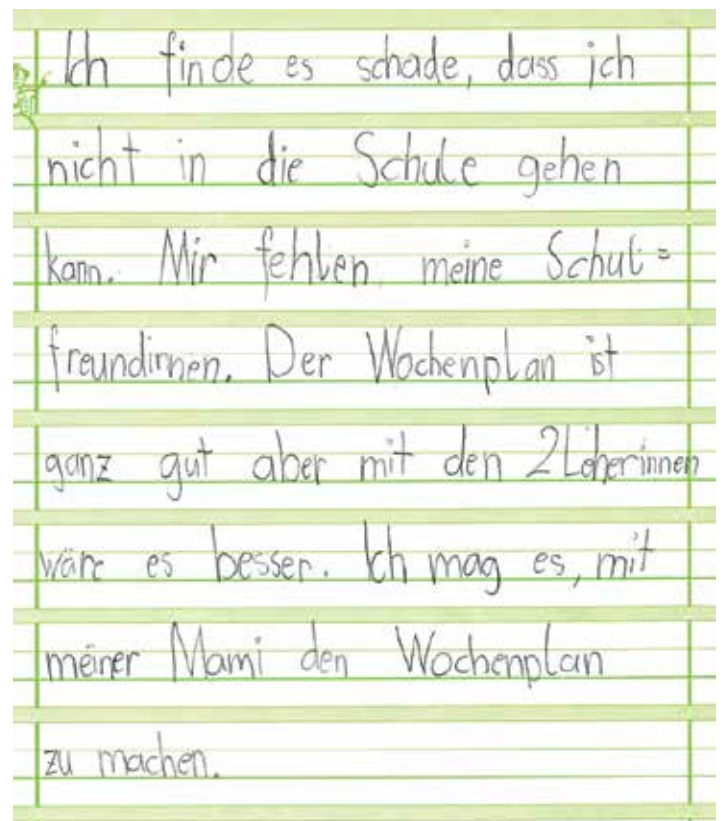 Ich finde es schade, dass ich
nicht in die Schule gehen
kann. Mir fehlen meine Schul=
freundinnen. Der Wochenplan ist
ganz gut aber mit den 2 Leherinnen
wäre es besser. Ich mag es, mit
meiner Mami den Wochenplan
zu machen.